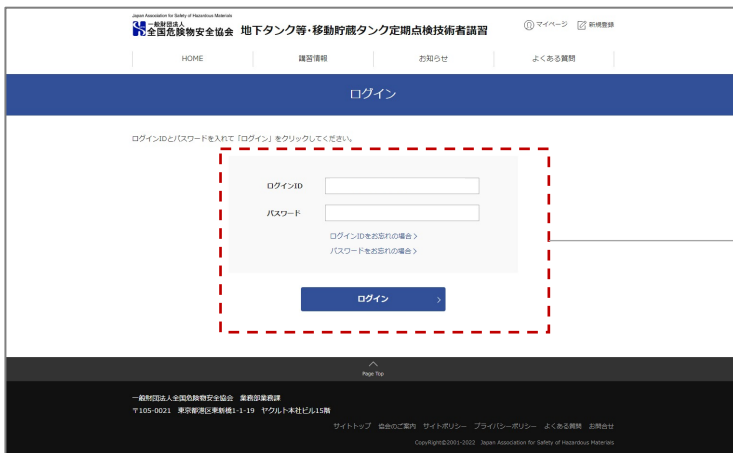 Japan Association for Safety of Hazardous Materials
一般財団法人
全国危険物安全協会 地下タンク等・移動貯蔵タンク定期点検技術者講習
マイページ 新規登録
HOME 講習情報 お知らせ よくある質問
ログイン
ログインIDとパスワードを入れて「ログイン」をクリックしてください。
ログインID
パスワード
ログインIDをお忘れの場合 >
パスワードをお忘れの場合 >
ログイン >
Page Top
一般財団法人全国危険物安全協会 業務部業務課
〒105-0021 東京都港区東新橋1-1-19 ヤクルト本社ビル15階
サイトトップ 協会のご案内 サイトポリシー プライバシーポリシー よくある質問 お問合せ
CopyRight©2001-2022 Japan Association for Safety of Hazardous Materials